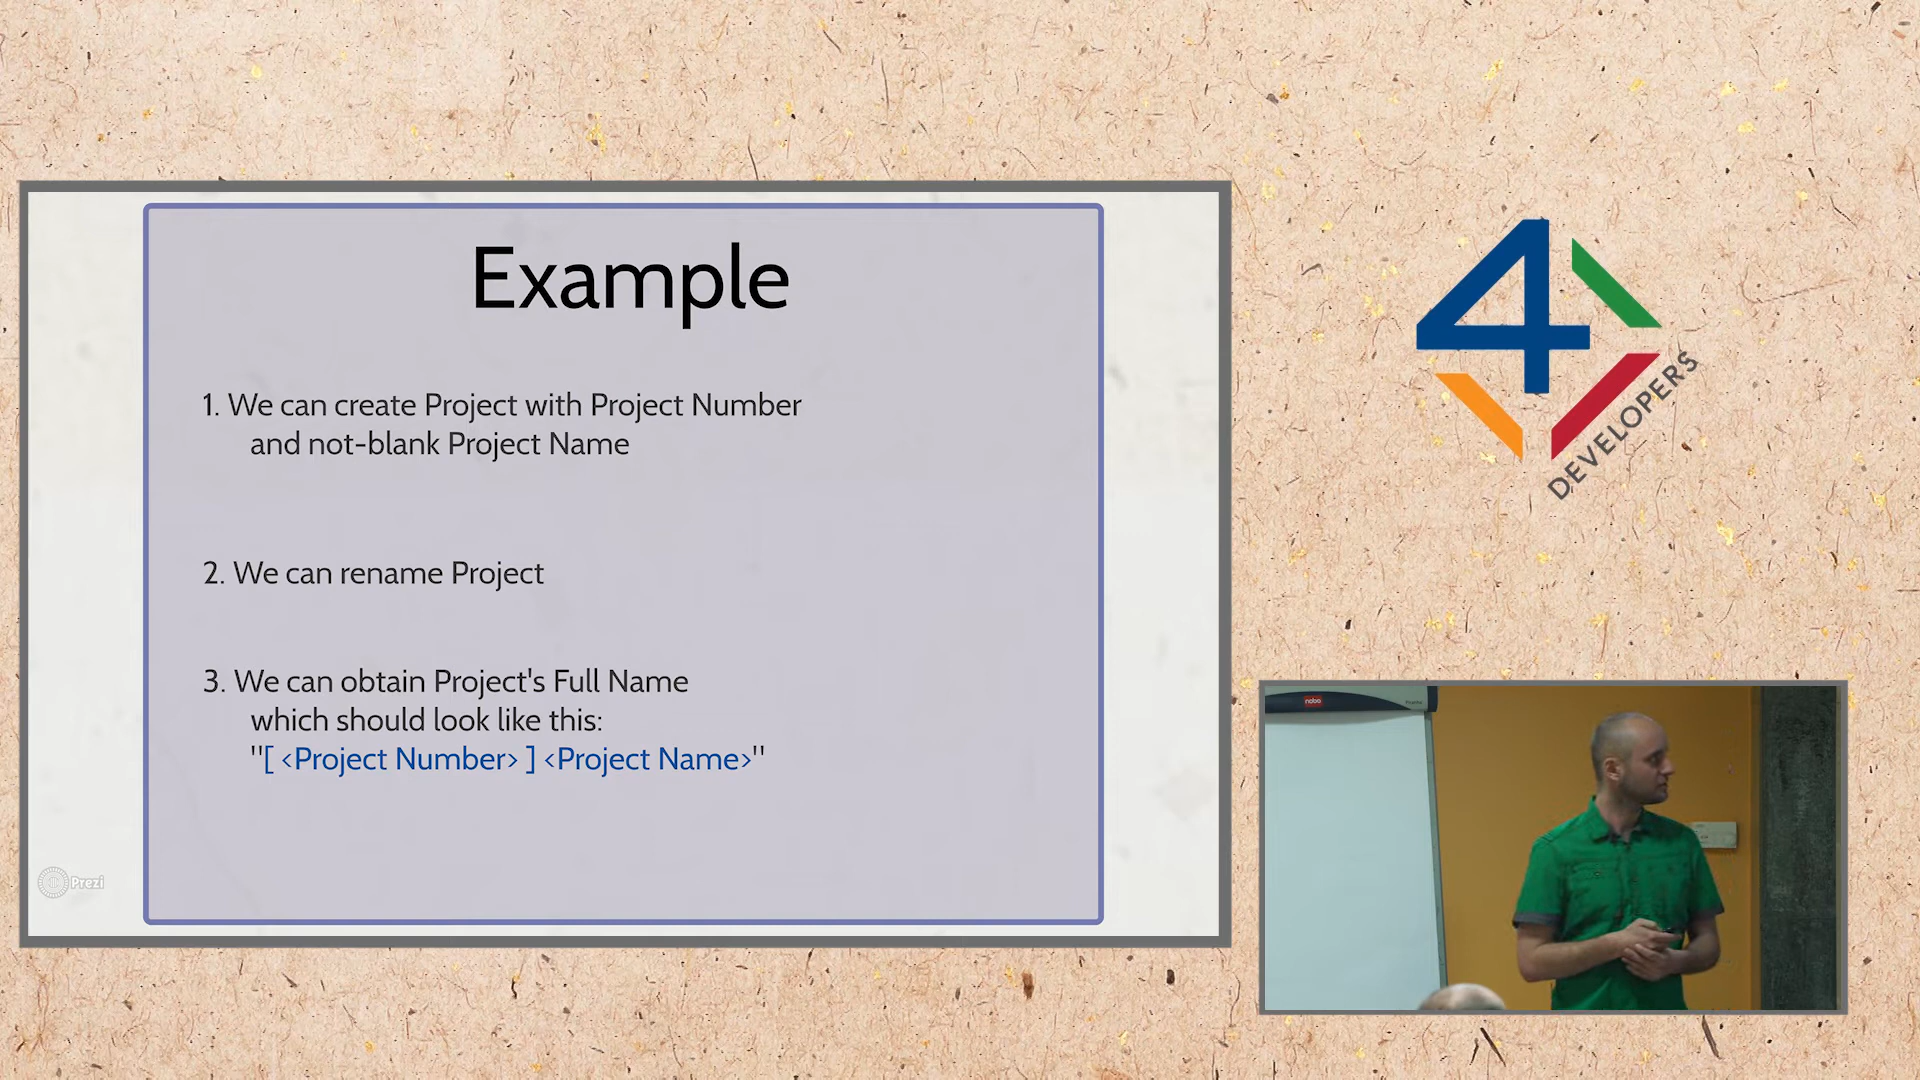 Example
1. We can create Project with Project Number
and not-blank Project Name
2. We can rename Project
3. We can obtain Project's Full Name
which should look like this:
"[ <Project Number> ] <Project Name>"
Prezi
4
DEVELOPERS
nobo